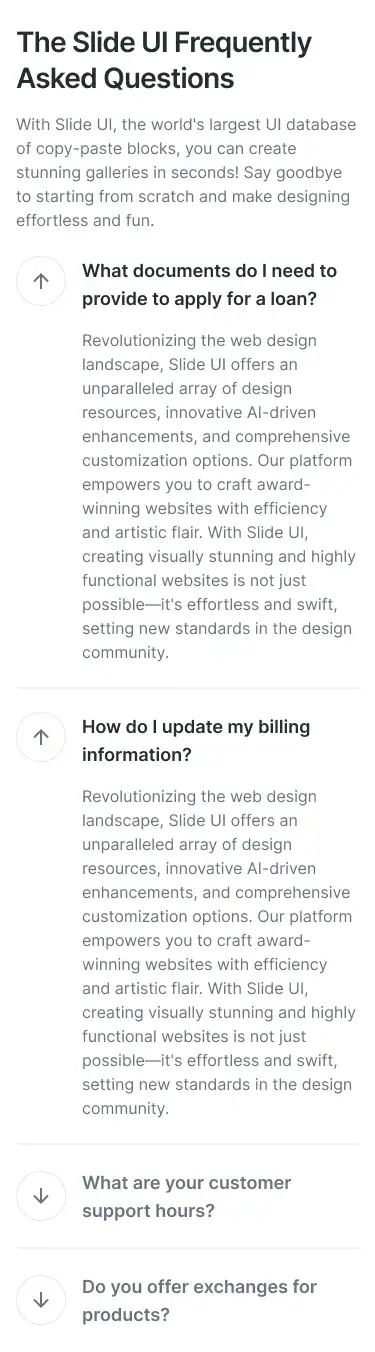 The Slide UI Frequently
Asked Questions
With Slide UI, the world's largest UI database
of copy-paste blocks, you can create
stunning galleries in seconds! Say goodbye
to starting from scratch and make designing
effortless and fun.
What documents do I need to
provide to apply for a loan?
Revolutionizing the web design
landscape, Slide UI offers an
unparalleled array of design
resources, innovative AI-driven
enhancements, and comprehensive
customization options. Our platform
empowers you to craft award-
winning websites with efficiency
and artistic flair. With Slide UI,
creating visually stunning and highly
functional websites is not just
possible—it's effortless and swift,
setting new standards in the design
community.
How do I update my billing
information?
Revolutionizing the web design
landscape, Slide UI offers an
unparalleled array of design
resources, innovative AI-driven
enhancements, and comprehensive
customization options. Our platform
empowers you to craft award-
winning websites with efficiency
and artistic flair. With Slide UI,
creating visually stunning and highly
functional websites is not just
possible—it's effortless and swift,
setting new standards in the design
community.
What are your customer
support hours?
Do you offer exchanges for
products?